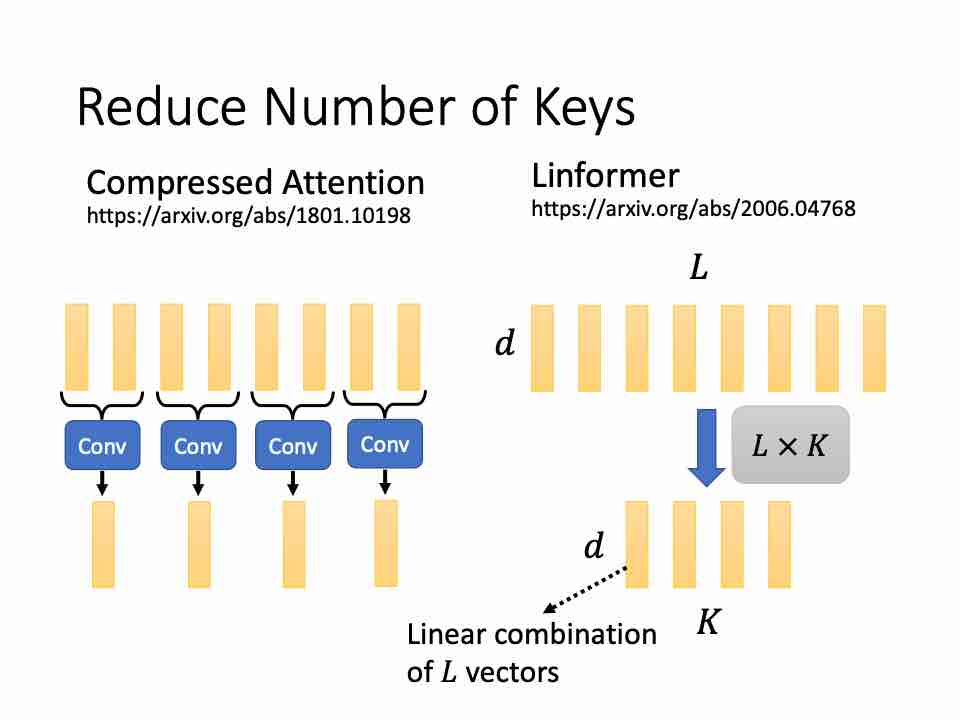 Reduce Number of Keys
Compressed Attention
https://arxiv.org/abs/1801.10198
Conv
Conv
Conv
Conv
Linformer
https://arxiv.org/abs/2006.04768
L
d
L × K
d
K
Linear combination
of L vectors